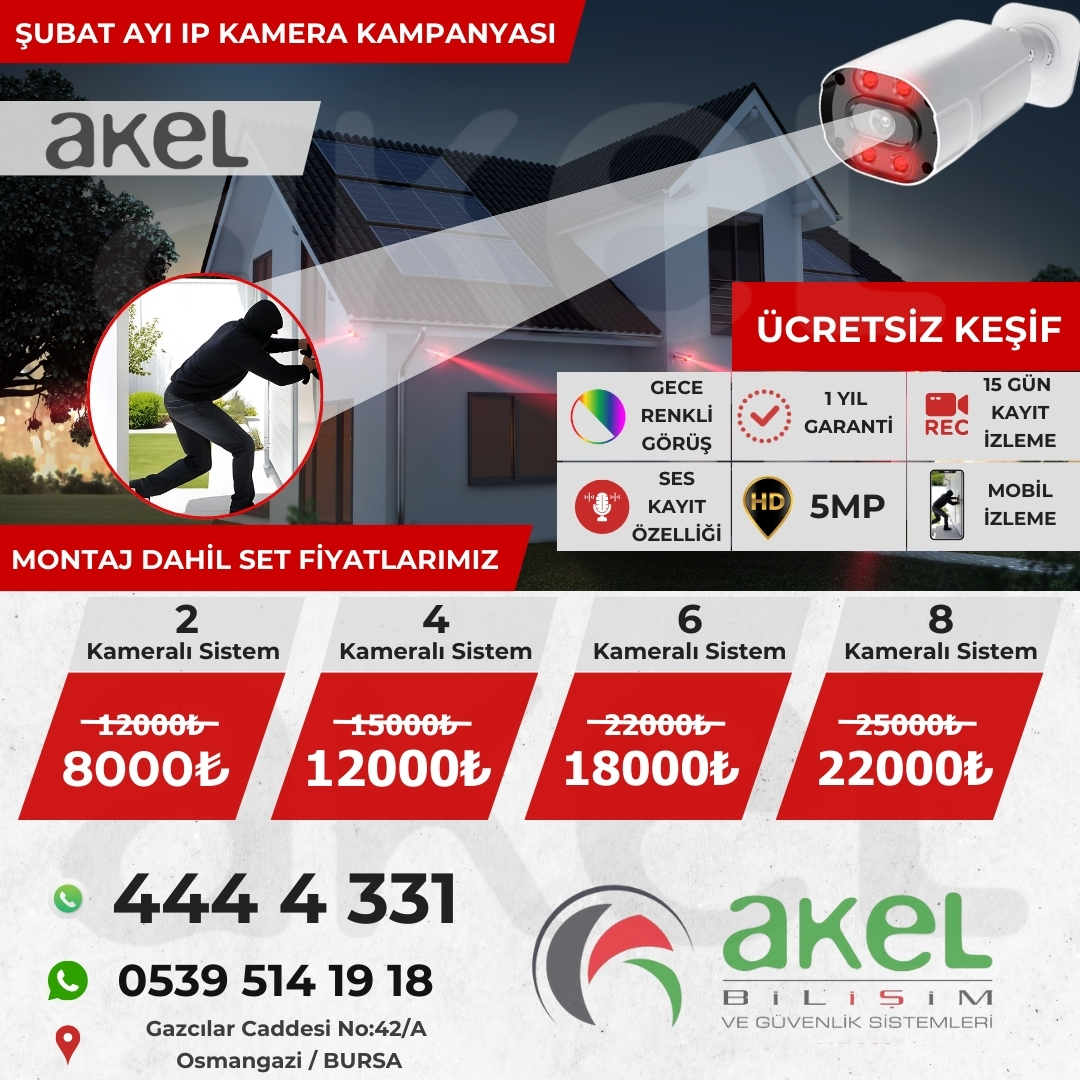 ŞUBAT AYI IP KAMERA KAMPANYASI
akel
ÜCRETSİZ KEŞİF
GECE
RENKLİ
GÖRÜŞ
1 YIL
GARANTİ
REC
15 GÜN
KAYIT
İZLEME
SES
KAYIT
ÖZELLİĞİ
HD
5MP
MOBİL
İZLEME
MONTAJ DAHİL SET FİYATLARIMIZ
2
Kameralı Sistem
12000₺
8000₺
4
Kameralı Sistem
15000₺
12000₺
6
Kameralı Sistem
22000₺
18000₺
8
Kameralı Sistem
25000₺
22000₺
444 4 331
0539 514 19 18
Gazcılar Caddesi No:42/A
Osmangazi / BURSA
akel
BiLiŞiM
VE GÜVENLİK SİSTEMLERİ